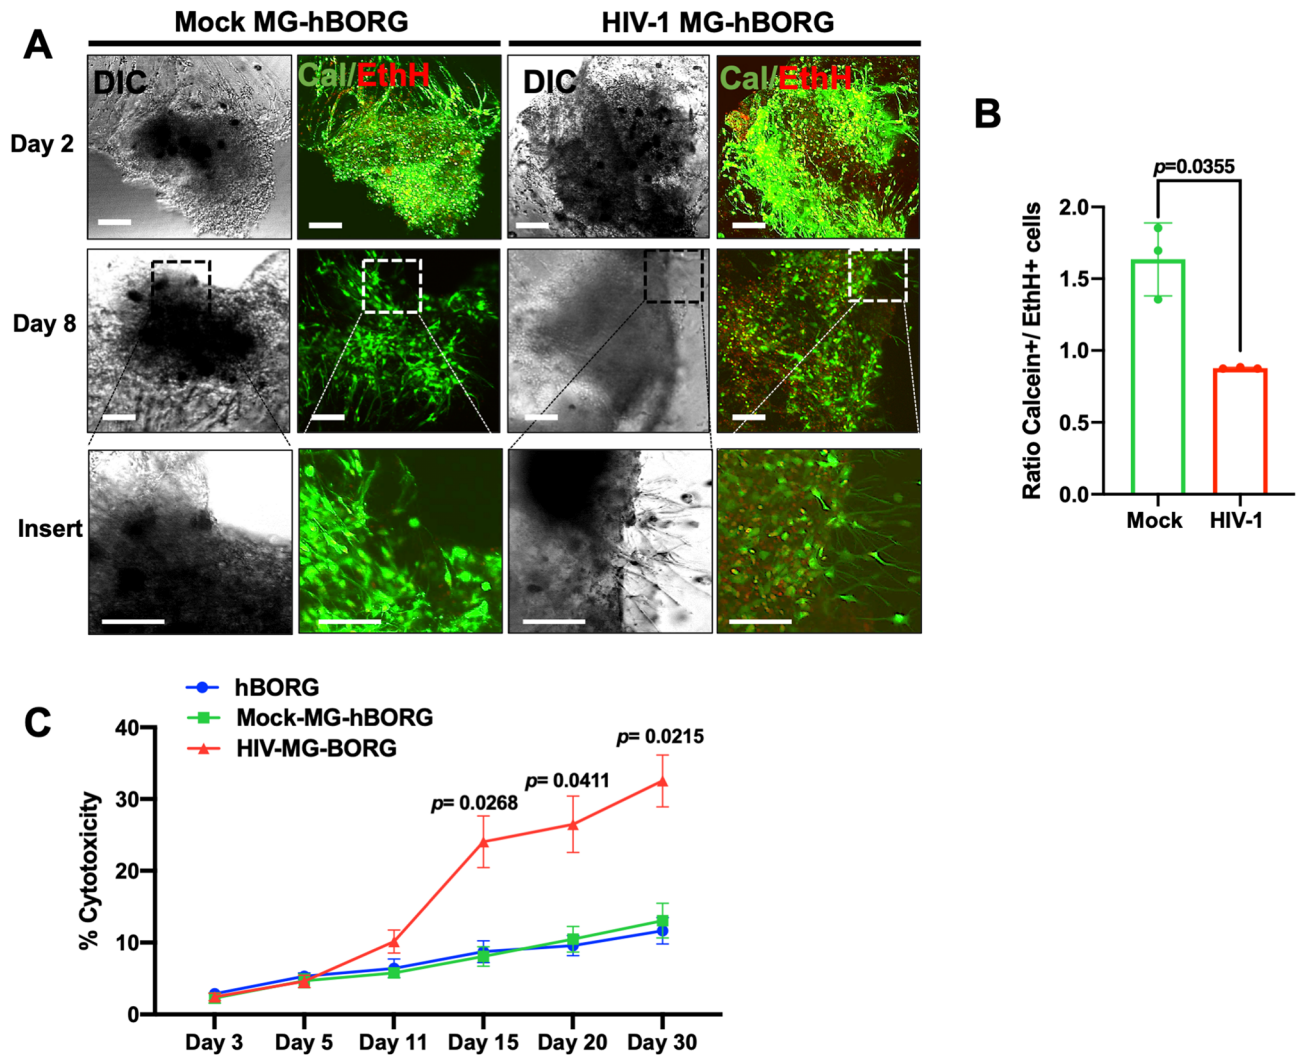 A
Mock MG-hBORG
HIV-1 MG-hBORG
DIC
Cal/EthH
DIC
Cal/EthH
Day 2
Day 8
Insert
B
p=0.0355
Ratio Calcein+/ EthH+ cells
2.0
1.5
1.0
0.5
0.0
Mock
HIV-1
C
hBORG
Mock-MG-hBORG
HIV-MG-BORG
% Cytotoxicity
40
30
20
10
0
p= 0.0268
p= 0.0411
p= 0.0215
Day 3
Day 5
Day 11
Day 15
Day 20
Day 30